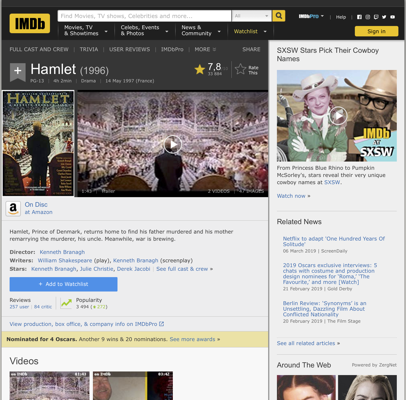 IMDb
Find Movies, TV shows, Celebrities and more...
All
IMDbPro
Help
Movies, TV
& Showtimes
Celebs, Events
& Photos
News &
Community
Watchlist
Sign in
FULL CAST AND CREW | TRIVIA | USER REVIEWS | IMDbPro | MORE
SHARE
Hamlet (1996)
PG-13 | 4h 2min | Drama | 14 May 1997 (France)
7,8
Rate
This
HAMLET
Trailer
2 VIDEOS
47 IMAGES
On Disc
at Amazon
Hamlet, Prince of Denmark, returns home to find his father murdered and his mother
remarrying the murderer, his uncle. Meanwhile, war is brewing.
Director: Kenneth Branagh
Writers: William Shakespeare (play), Kenneth Branagh (screenplay)
Stars: Kenneth Branagh, Julie Christie, Derek Jacobi | See full cast & crew »
+ Add to Watchlist
Reviews
257 user | 84 critic
Popularity
3 494
View production, box office, & company info on IMDbPro
Nominated for 4 Oscars. Another 9 wins & 20 nominations. See more awards »
Videos
SXSW Stars Pick Their Cowboy
Names
IMDb
AT
SXSW
From Princess Blue Rhino to Pumpkin
McSorley, stars reveal their very unique
cowboy names at SXSW.
Watch now »
Related News
Netflix to adapt 'One Hundred Years Of
Solitude'
06 March 2019 | ScreenDaily
2019 Oscars exclusive interviews: 5
chats with costume and production
design nominees for 'Roma,' 'The
Favourite,' and more [Watch]
21 February 2019 | Gold Derby
Berlin Review: 'Synonyms' is an
Unsettling, Dazzling Film About
Conflicted Nationality
20 February 2019 | The Film Stage
See all related articles »
Around The Web
Powered by ZergNet